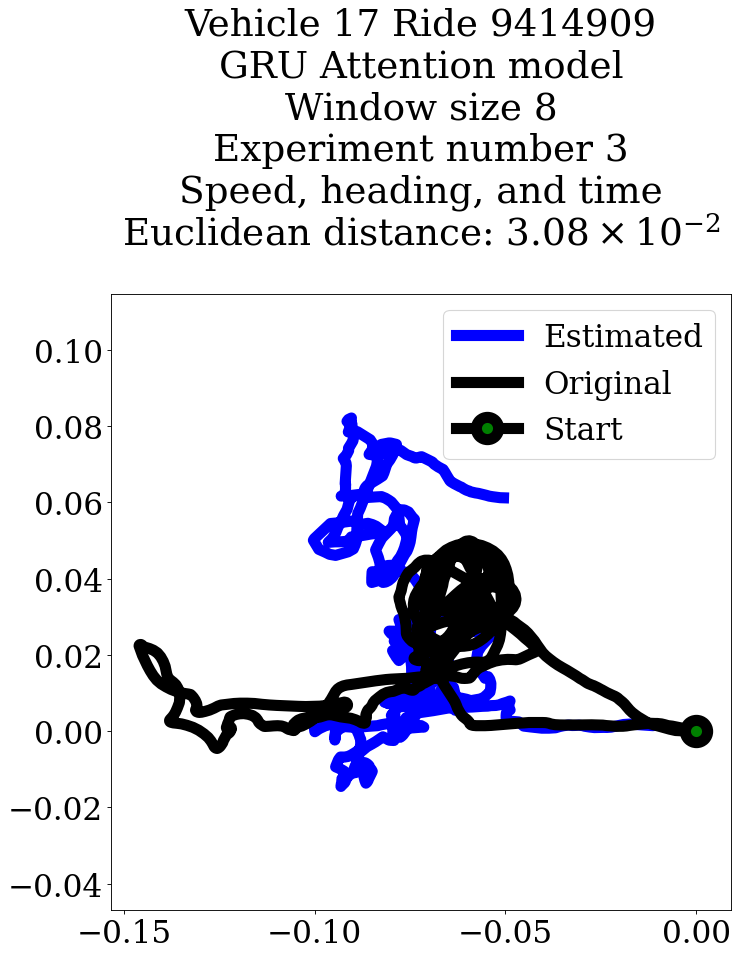 Vehicle 17 Ride 9414909
GRU Attention model
Window size 8
Experiment number 3
Speed, heading, and time
Euclidean distance: 3.08 × 10⁻²
Estimated
Original
Start
0.10
0.08
0.06
0.04
0.02
0.00
−0.02
−0.04
−0.15
−0.10
−0.05
0.00